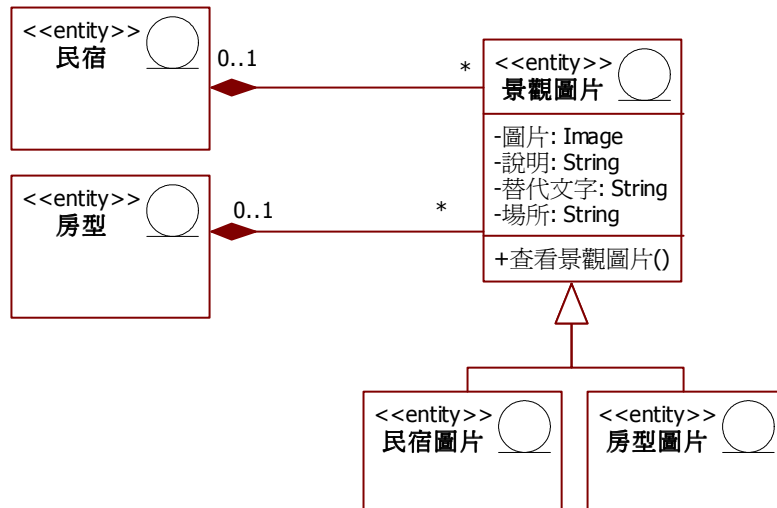 <<entity>>
民宿
0..1
*
<<entity>>
景觀圖片
-圖片: Image
-說明: String
-替代文字: String
-場所: String
+查看景觀圖片()
<<entity>>
房型
0..1
*
<<entity>>
民宿圖片
<<entity>>
房型圖片